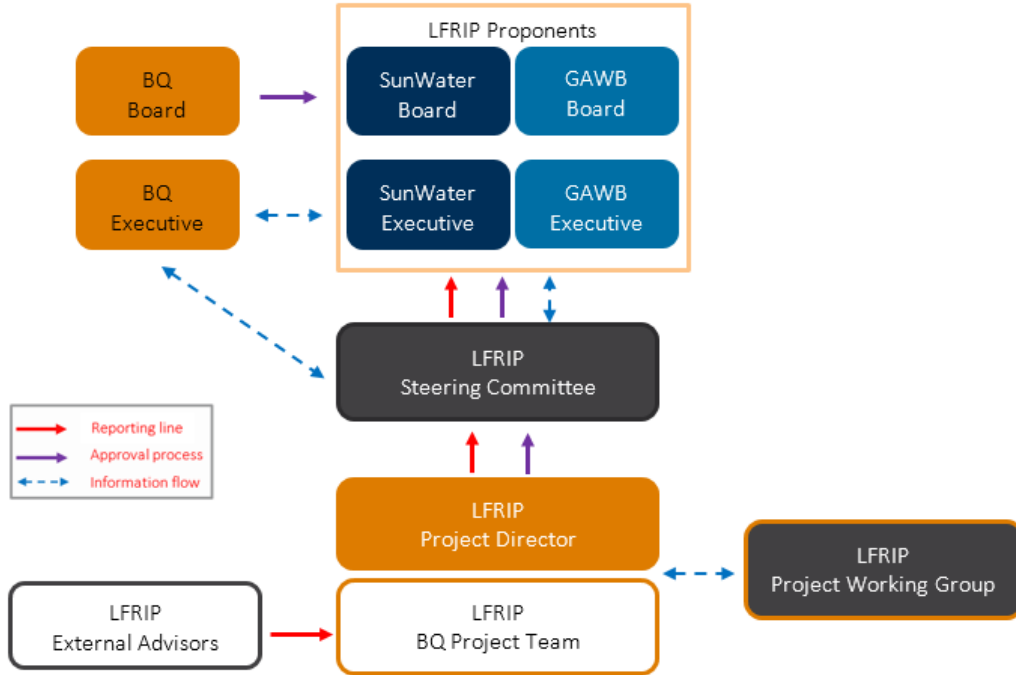 LFRIP Proponents
BQ
Board
SunWater
Board
GAWB
Board
BQ
Executive
SunWater
Executive
GAWB
Executive
LFRIP
Steering Committee
Reporting line
Approval process
Information flow
LFRIP
Project Director
LFRIP
Project Working Group
LFRIP
External Advisors
LFRIP
BQ Project Team